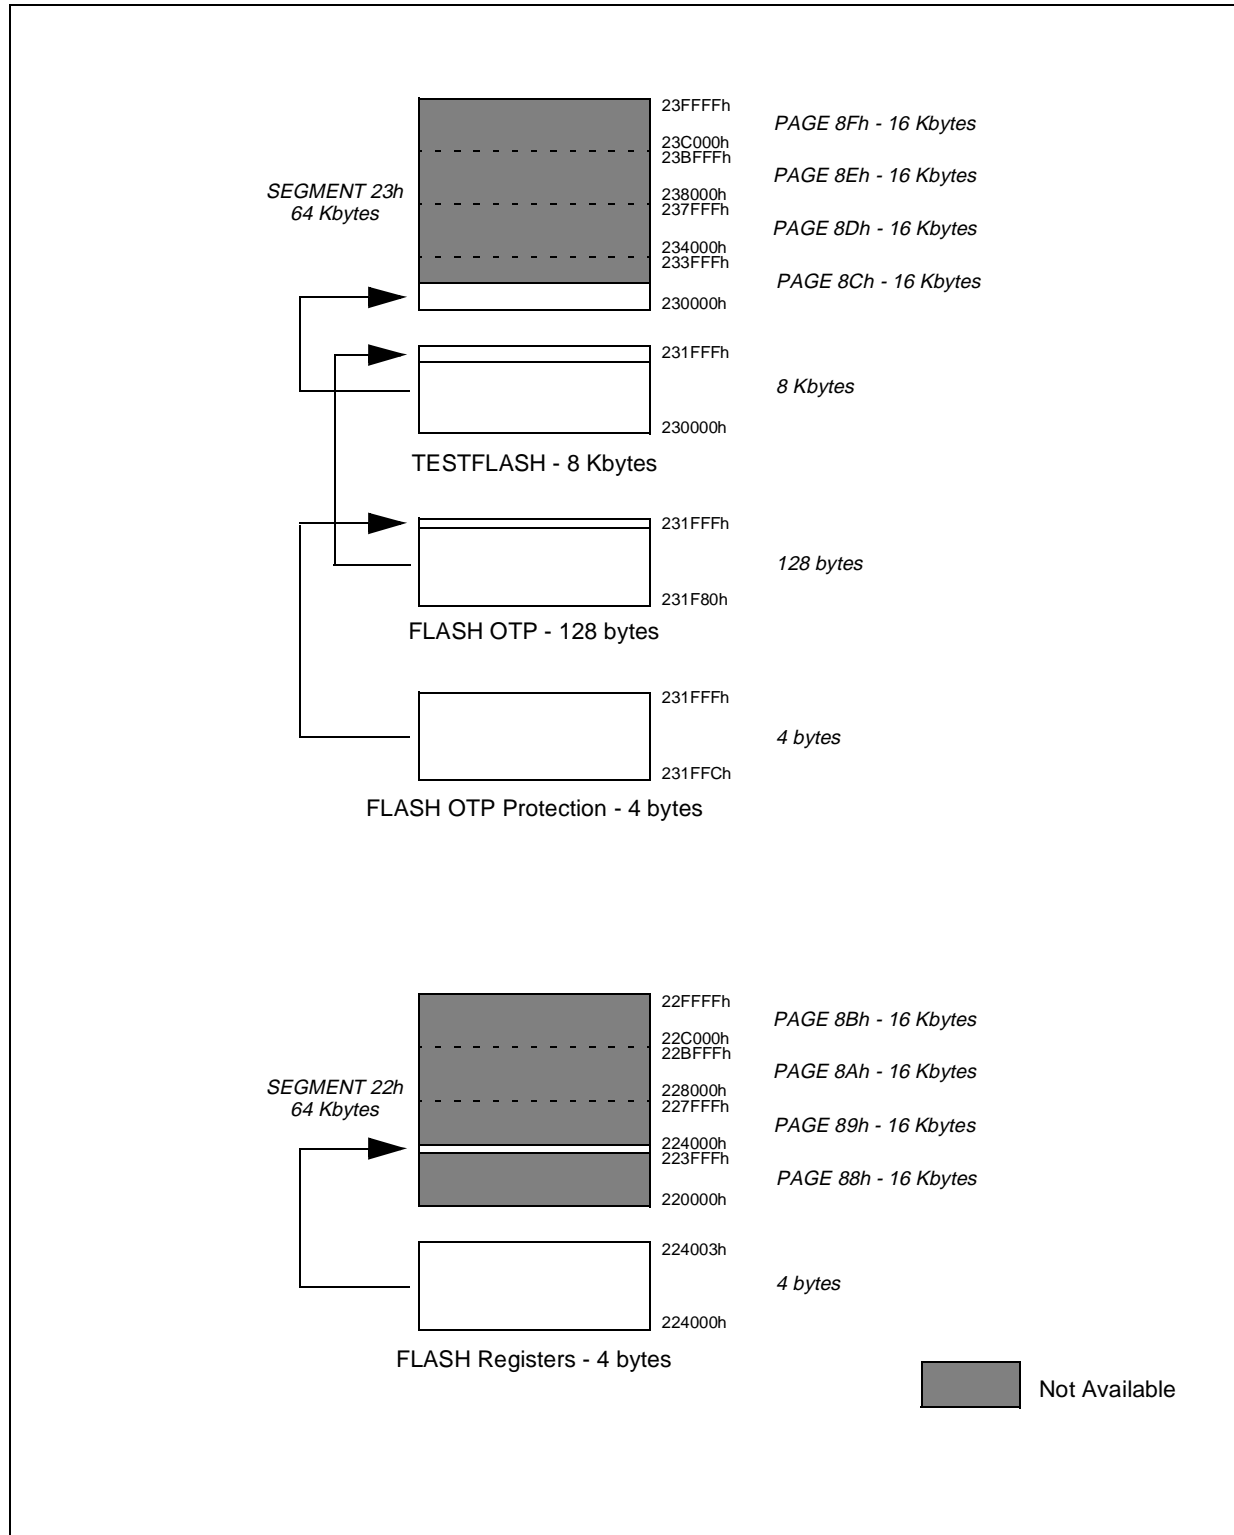 23FFFFh
PAGE 8Fh - 16 Kbytes
23C000h
23BFFFh
PAGE 8Eh - 16 Kbytes
SEGMENT 23h
64 Kbytes
238000h
237FFFh
PAGE 8Dh - 16 Kbytes
234000h
233FFFh
PAGE 8Ch - 16 Kbytes
230000h
231FFFh
8 Kbytes
230000h
TESTFLASH - 8 Kbytes
231FFFh
128 bytes
231F80h
FLASH OTP - 128 bytes
231FFFh
4 bytes
231FFCh
FLASH OTP Protection - 4 bytes
22FFFFh
PAGE 8Bh - 16 Kbytes
22C000h
22BFFFh
PAGE 8Ah - 16 Kbytes
SEGMENT 22h
64 Kbytes
228000h
227FFFh
PAGE 89h - 16 Kbytes
224000h
223FFFh
PAGE 88h - 16 Kbytes
220000h
224003h
4 bytes
224000h
FLASH Registers - 4 bytes
Not Available